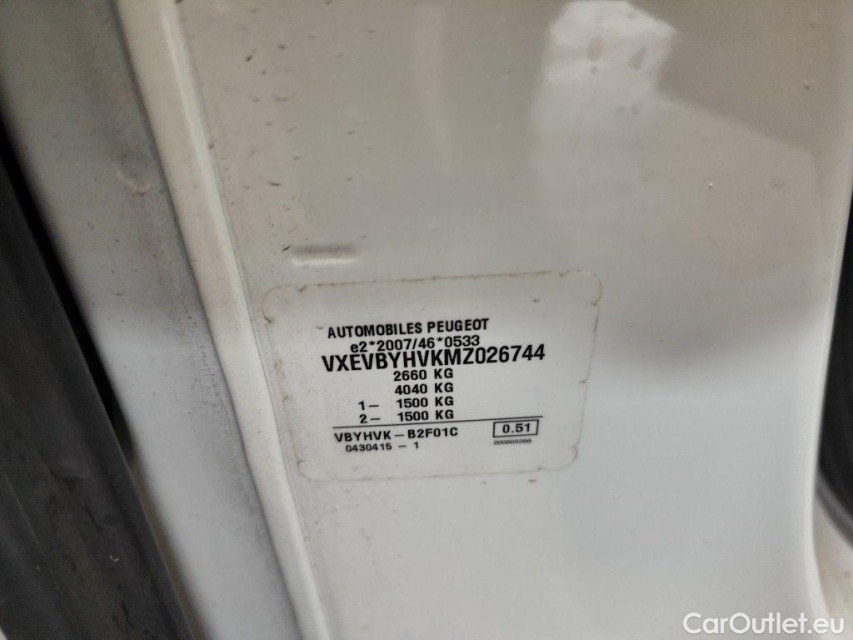 AUTOMOBILES PEUGEOT
e2*2007/46*0533
VXEVBYHVKMZ026744
2660 KG
4040 KG
1- 1500 KG
2- 1500 KG
VBYHVK-B2F01C 0.51
0430415 - 1
CarOutlet.eu